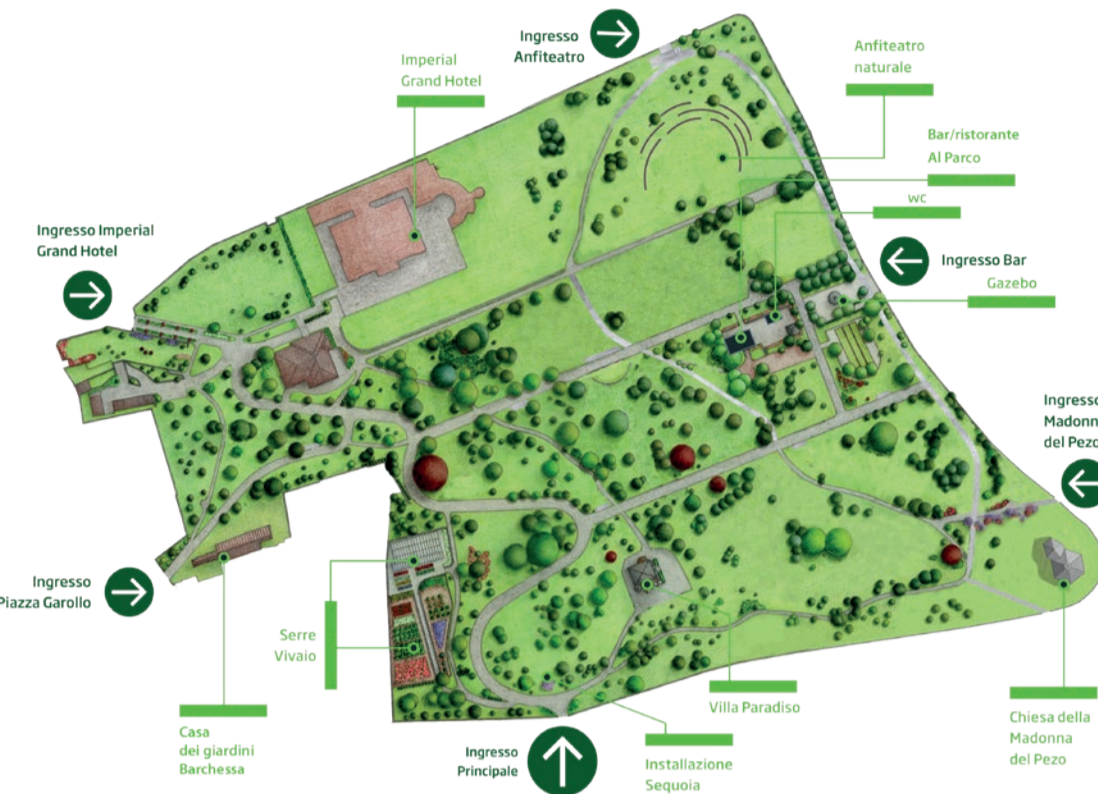 Ingresso
Anfiteatro
Imperial
Grand Hotel
Anfiteatro
naturale
Bar/ristorante
Al Parco
wc
Ingresso Imperial
Grand Hotel
Ingresso Bar
Gazebo
Ingresso
Madonn
del Pezo
Ingresso
Piazza Garollo
Serre
Vivaio
Casa
dei giardini
Barchessa
Ingresso
Principale
Installazione
Sequoia
Villa Paradiso
Chiesa della
Madonna
del Pezo